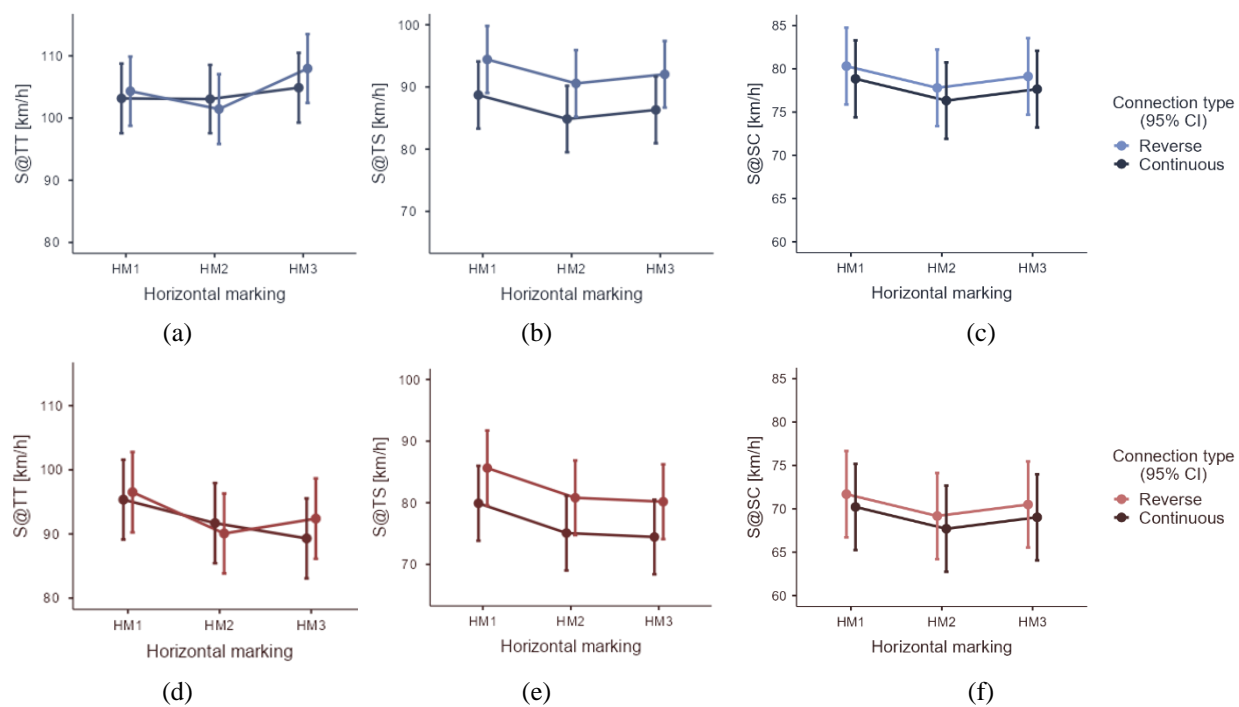 S@TT [km/h]
110
100
90
80
HM1 HM2 HM3
Horizontal marking
(a)
S@TS [km/h]
100
90
80
70
HM1 HM2 HM3
Horizontal marking
(b)
S@SC [km/h]
85
80
75
70
65
60
HM1 HM2 HM3
Horizontal marking
(c)
Connection type
(95% CI)
Reverse
Continuous
S@TT [km/h]
110
100
90
80
HM1 HM2 HM3
Horizontal marking
(d)
S@TS [km/h]
100
90
80
70
HM1 HM2 HM3
Horizontal marking
(e)
S@SC [km/h]
85
80
75
70
65
60
HM1 HM2 HM3
Horizontal marking
(f)
Connection type
(95% CI)
Reverse
Continuous